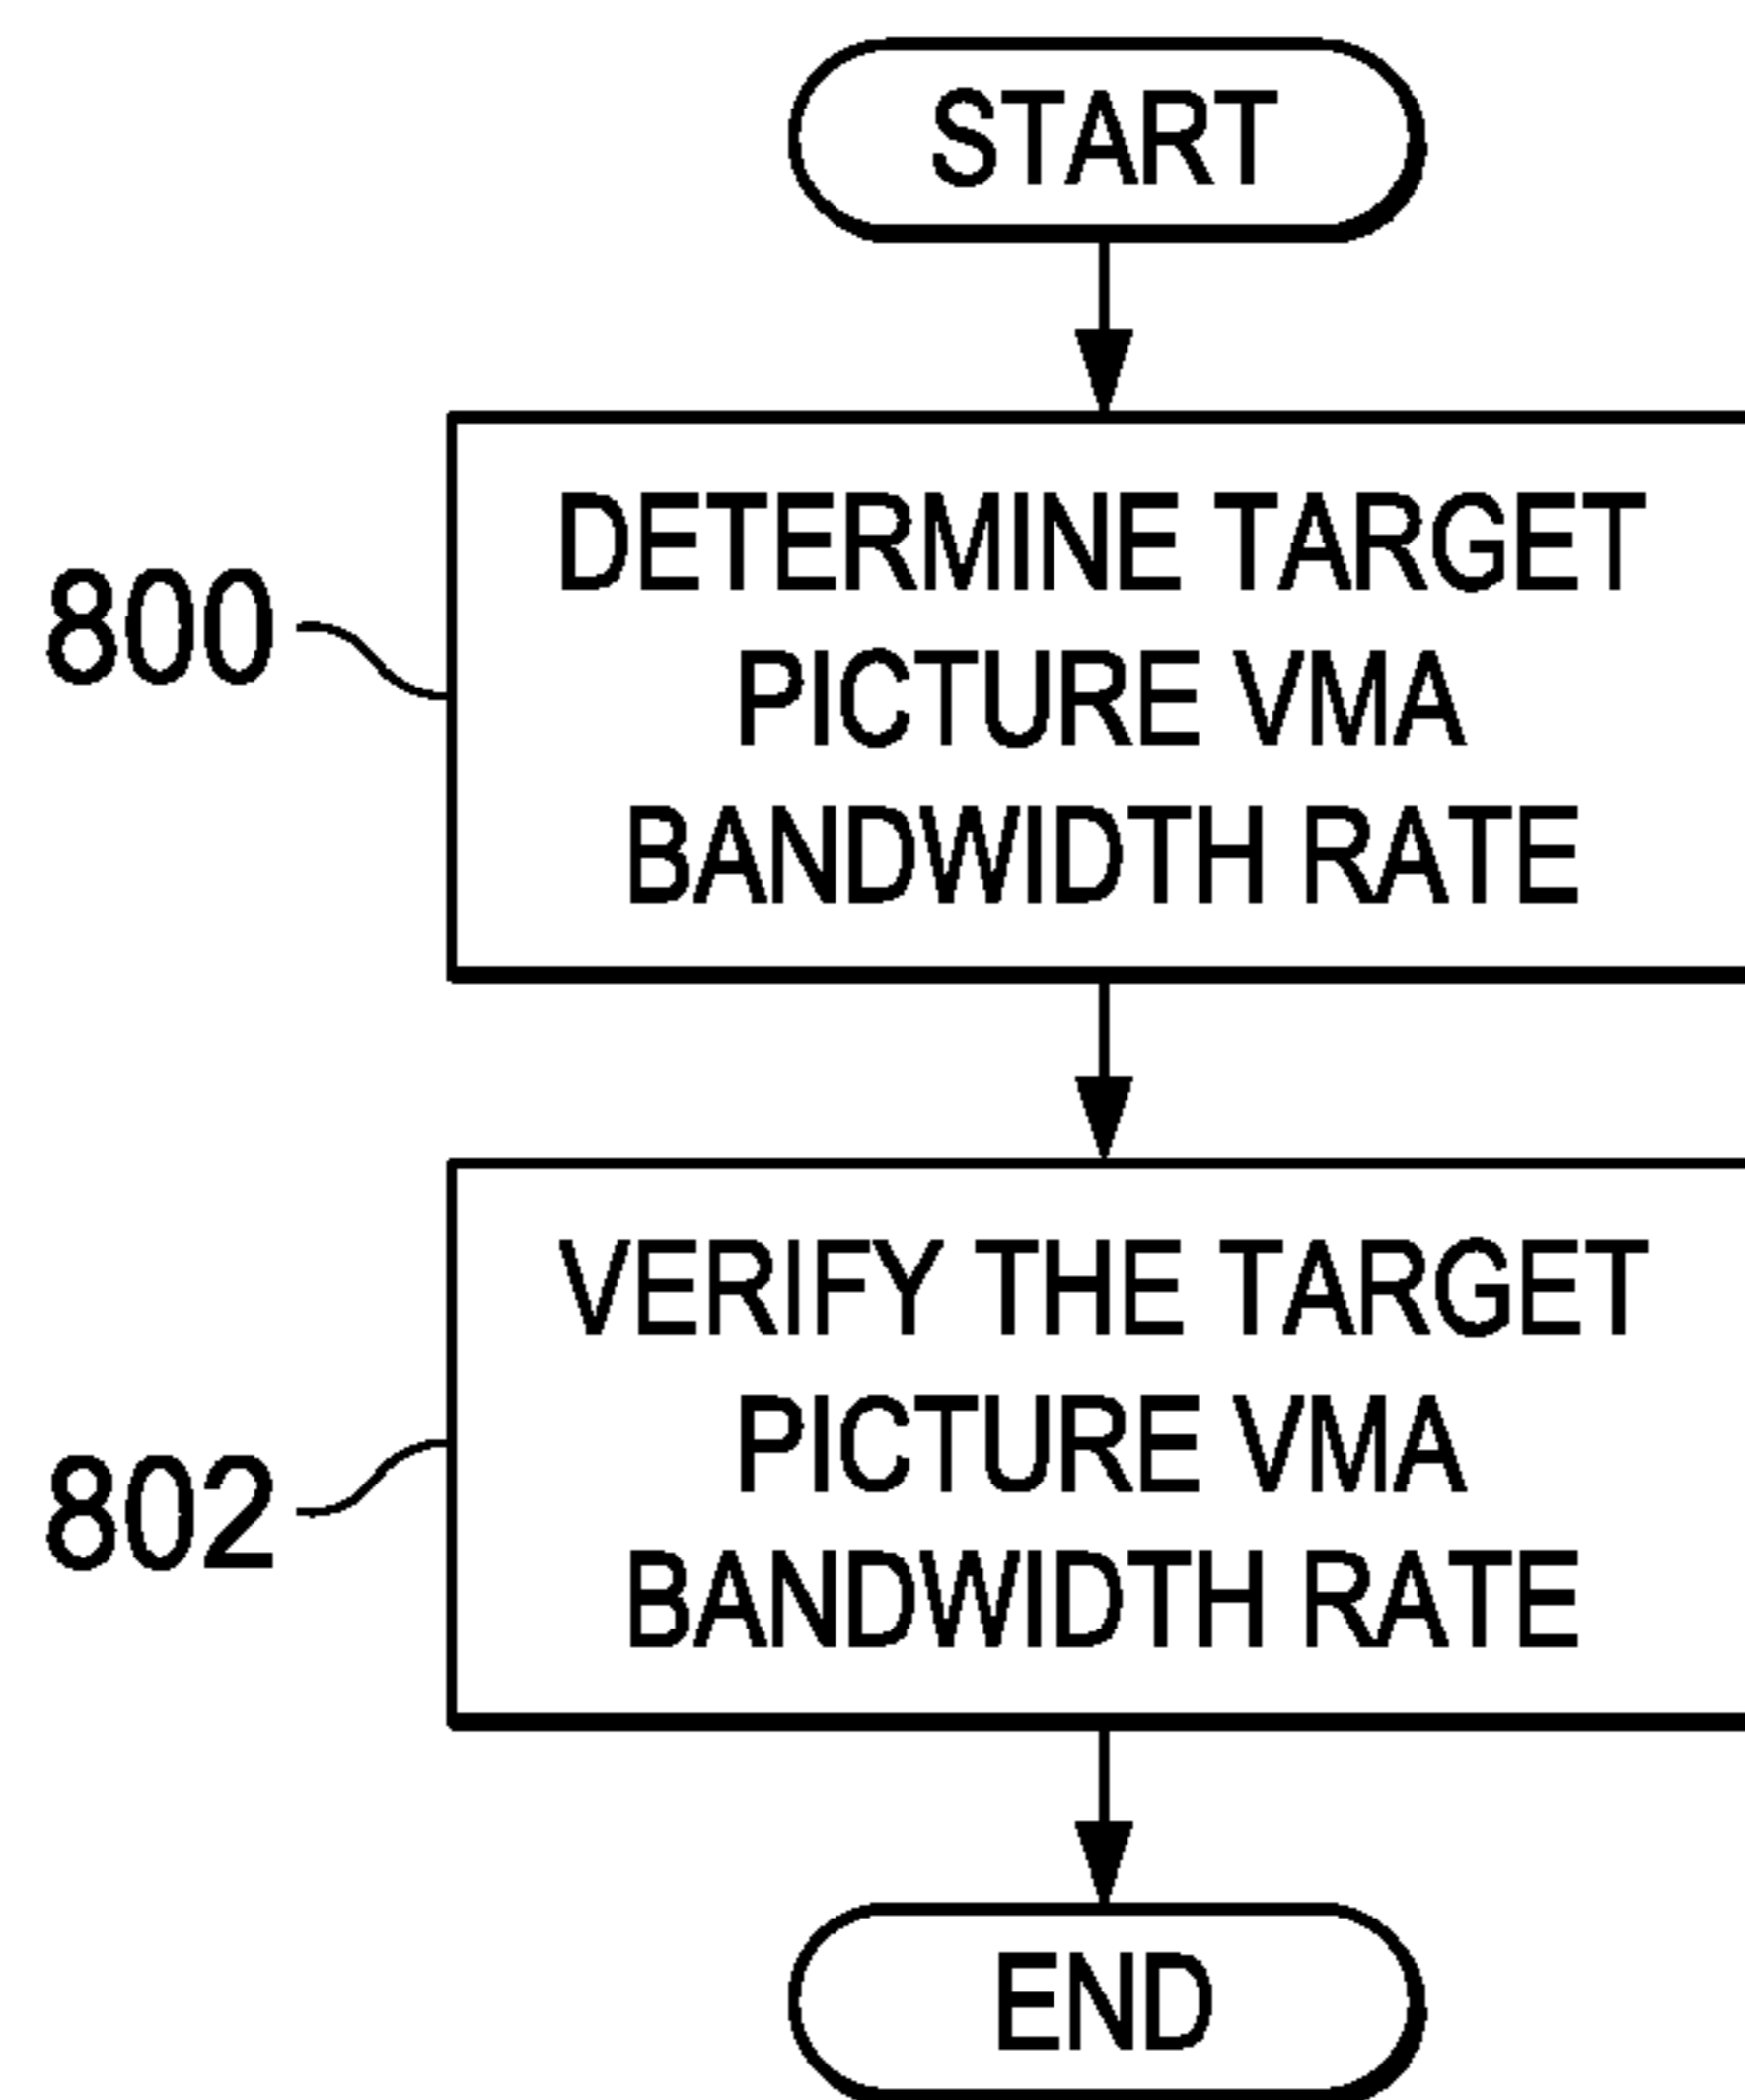 START
800
DETERMINE TARGET
PICTURE VMA
BANDWIDTH RATE
802
VERIFY THE TARGET
PICTURE VMA
BANDWIDTH RATE
END